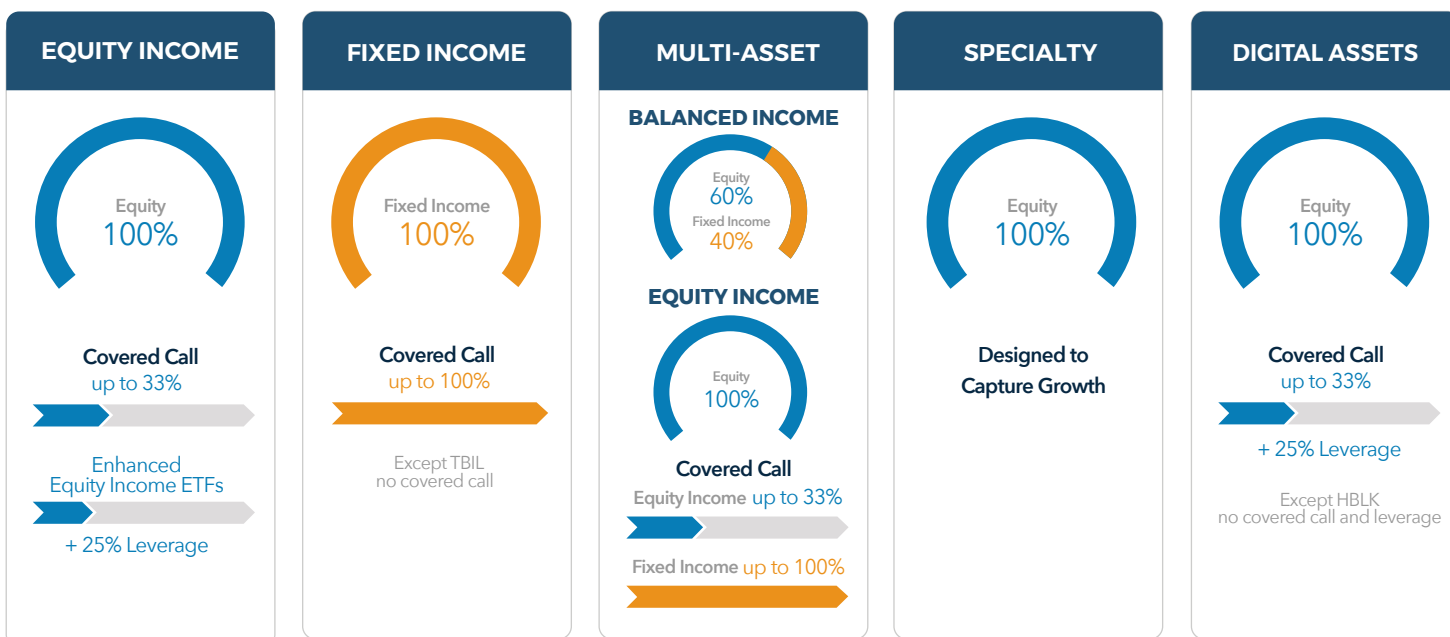 EQUITY INCOME
Equity
100%
Covered Call
up to 33%
Enhanced
Equity Income ETFs
+ 25% Leverage
FIXED INCOME
Fixed Income
100%
Covered Call
up to 100%
Except TBIL
no covered call
MULTI-ASSET
BALANCED INCOME
Equity
60%
Fixed Income
40%
EQUITY INCOME
Equity
100%
Covered Call
Equity Income up to 33%
Fixed Income up to 100%
SPECIALTY
Equity
100%
Designed to
Capture Growth
DIGITAL ASSETS
Equity
100%
Covered Call
up to 33%
+ 25% Leverage
Except HBLK
no covered call and leverage